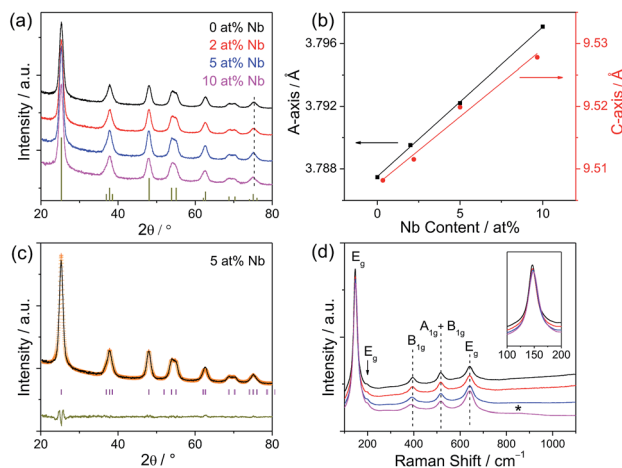 (a)
0 at% Nb
2 at% Nb
5 at% Nb
10 at% Nb
Intensity / a.u.
20 40 60 80
2θ / °
(b)
3.796
3.792
3.788
A-axis / Å
9.53
9.52
9.51
C-axis / Å
0 5 10
Nb Content / at%
(c)
5 at% Nb
Intensity / a.u.
20 40 60 80
2θ / °
(d)
Eg
Eg
B1g
A1g + B1g
Eg
*
100 150 200
Intensity / a.u.
200 400 600 800 1000
Raman Shift / cm⁻¹